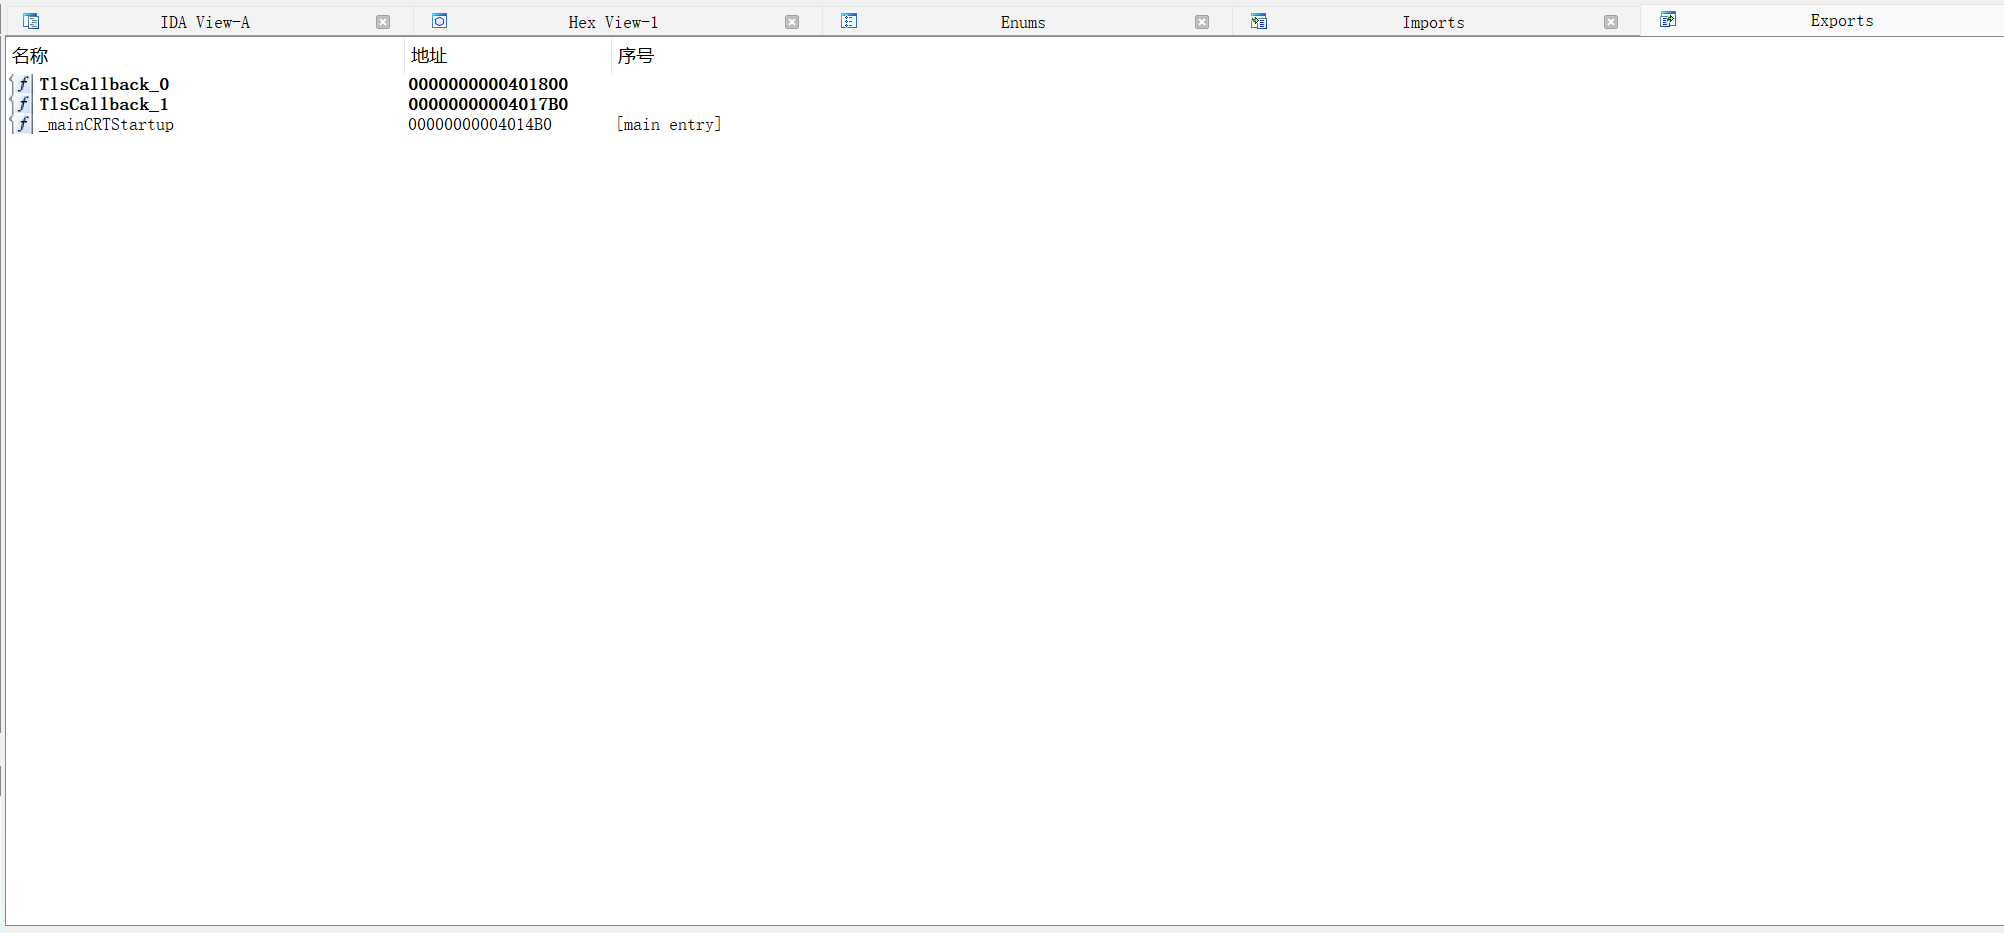 IDA View-A Hex View-1 Enums Imports Exports
名称 地址 序号
f TlsCallback_0 0000000000401800
f TlsCallback_1 00000000004017B0
f _mainCRTStartup 00000000004014B0 [main entry]